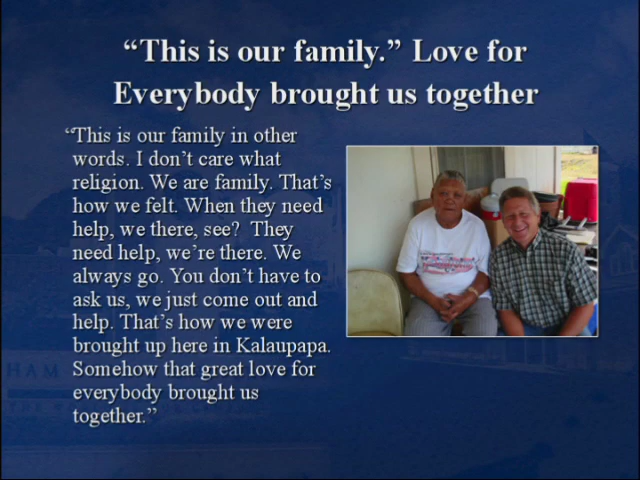 “This is our family.” Love for
Everybody brought us together
“This is our family in other
words. I don’t care what
religion. We are family. That’s
how we felt. When they need
help, we there, see?  They
need help, we’re there. We
always go. You don’t have to
ask us, we just come out and
help. That’s how we were
brought up here in Kalaupapa.
Somehow that great love for
everybody brought us
together.”
HAM